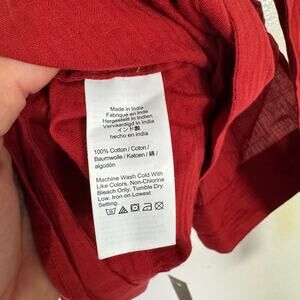 Made in India
Fabriqué en Inde
Hergestellt in Indien
Vervaardigd in India
インド製
hecho en india
100% Cotton / Coton /
Baumwolle / Katoen / 綿 /
algodón
Machine Wash Cold With
Like Colors. Non-Chlorine
Bleach Only. Tumble Dry
Low. Iron on Lowest
Setting.